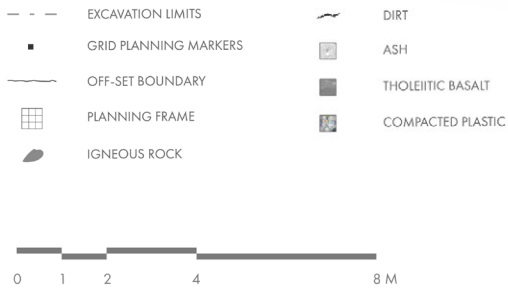 EXCAVATION LIMITS
GRID PLANNING MARKERS
OFF-SET BOUNDARY
PLANNING FRAME
IGNEOUS ROCK
DIRT
ASH
THOLEIITIC BASALT
COMPACTED PLASTIC
0 1 2 4 8 M